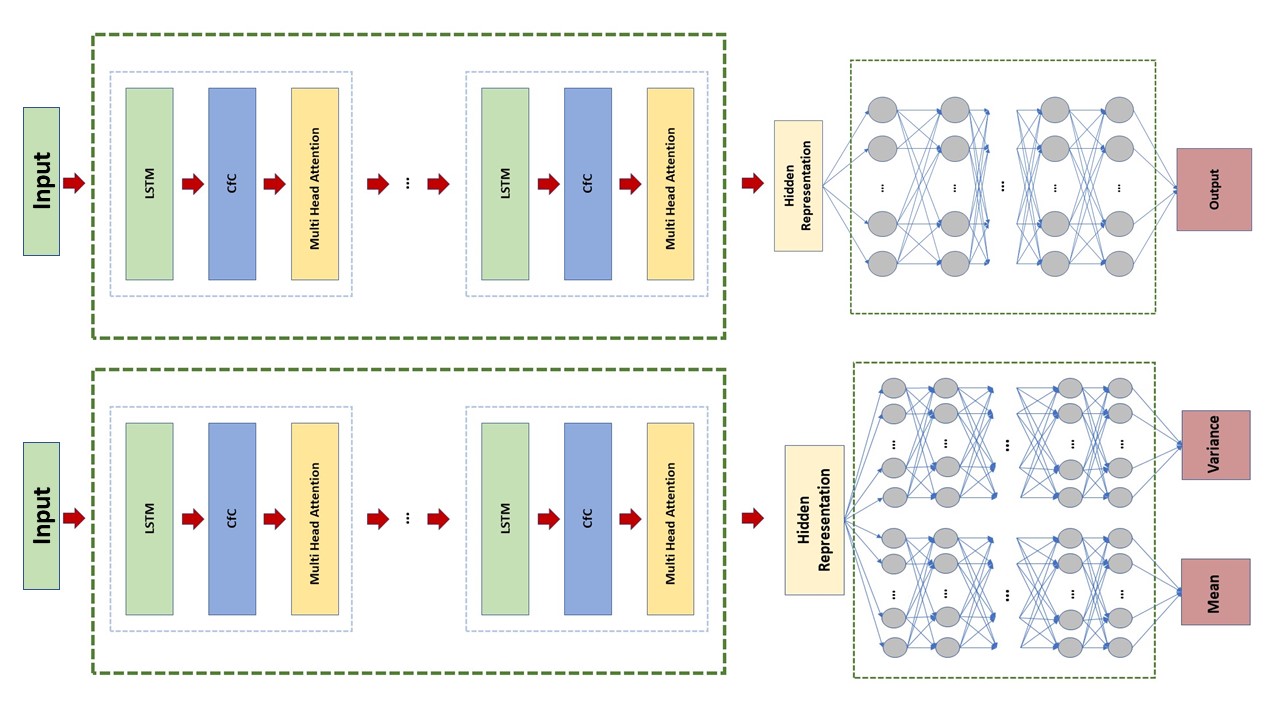 Input
LSTM
CfC
Multi Head Attention
...
LSTM
CfC
Multi Head Attention
Hidden
Representation
... ...
... ...
... ...
... ...
... ...
Mean
Variance
Input
LSTM
CfC
Multi Head Attention
...
LSTM
CfC
Multi Head Attention
Hidden
Representation
...
...
...
...
...
Output